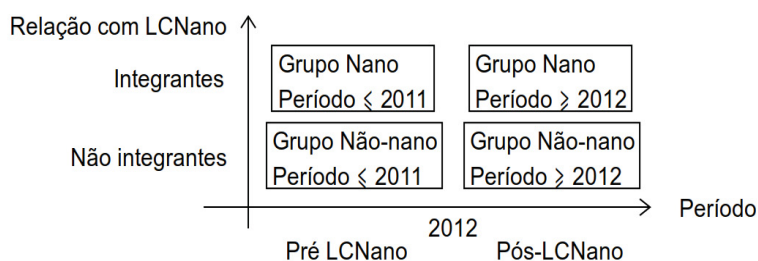 Relação com LCNano
Integrantes
Grupo Nano
Período ⩽ 2011
Grupo Nano
Período ⩾ 2012
Não integrantes
Grupo Não-nano
Período ⩽ 2011
Grupo Não-nano
Período ⩾ 2012
Período
2012
Pré LCNano
Pós-LCNano